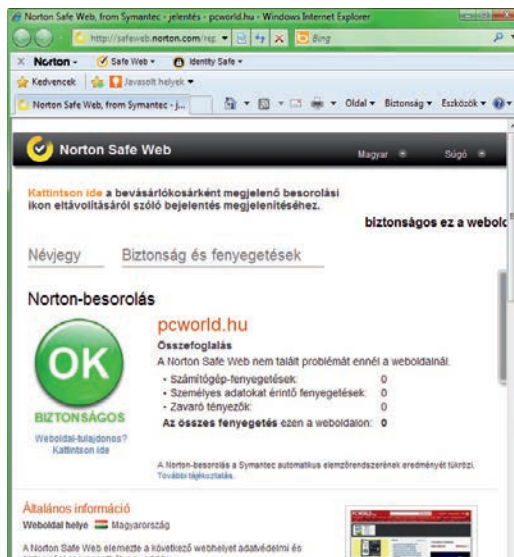 Norton Safe Web, from Symantec - jelentés - pcworld.hu - Windows Internet Explorer
http://safeweb.norton.com/rep
Bing
Norton - Safe Web Identity Safe
Kedvencek Javasolt helyek
Norton Safe Web, from Symantec - j... Oldal Biztonság Eszközök
Norton Safe Web Magyar Súgó
Kattintson ide a bevásárlókosárként megjelenő besorolási
ikon eltávolításáról szóló bejelentés megjelenítéséhez.
biztonságos ez a webold
Névjegy Biztonság és fenyegetések
Norton-besorolás
OK
BIZTONSÁGOS
Weboldal-tulajdonos?
Kattintson ide
pcworld.hu
Összefoglalás
A Norton Safe Web nem talált problémát ennél a weboldalnál.
• Számítógép-fenyegetések: 0
• Személyes adatokat érintő fenyegetések: 0
• Zavaró tényezők: 0
Az összes fenyegetés ezen a weboldalon: 0
A Norton-besorolás a Symantec automatikus elemzőrendszerének eredményét tükrözi.
További tájékoztatás.
Általános információ
Weboldal helye Magyarország
A Norton Safe Web elemezte a következő webhelyet adatvédelmi és